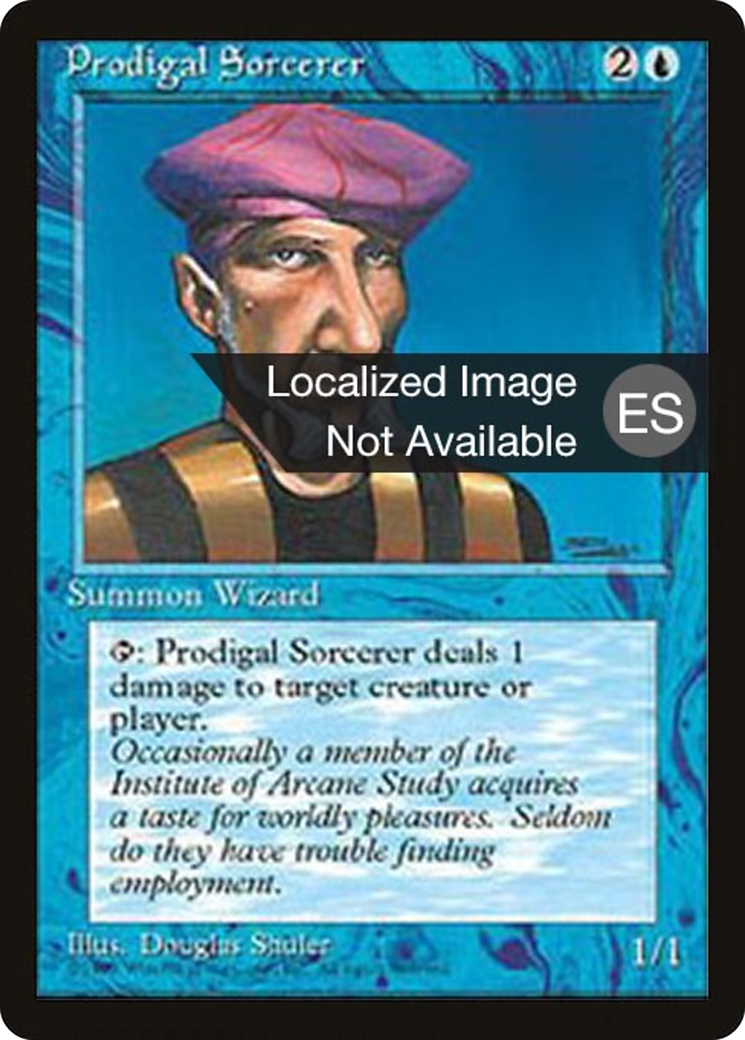 Prodigal Sorcerer 2
Localized Image
Not Available
ES
Summon Wizard
: Prodigal Sorcerer deals 1
damage to target creature or
player.
Occasionally a member of the
Institute of Arcane Study acquires
a taste for worldly pleasures. Seldom
do they have trouble finding
employment.
Illus. Douglas Shuler
1/1